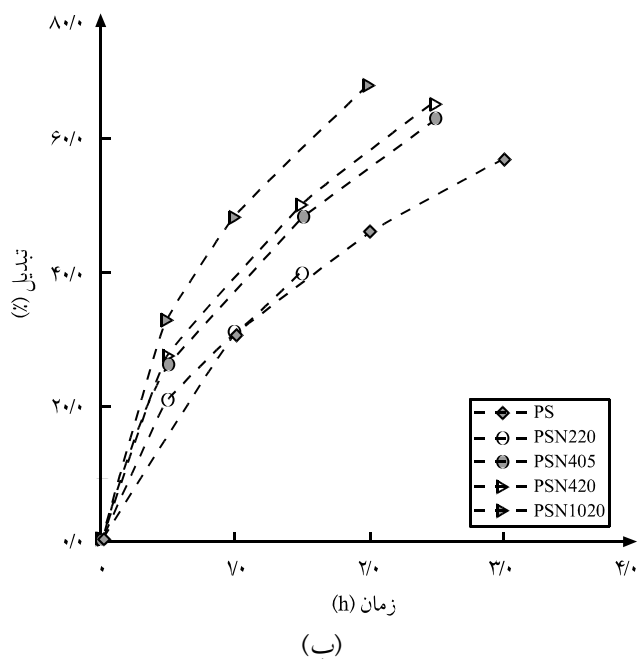 ۸۰/۰
۶۰/۰
۴۰/۰
۲۰/۰
۰/۰
تبدیل (٪)
PS
PSN220
PSN405
PSN420
PSN1020
۰
۱/۰
۲/۰
۳/۰
۴/۰
زمان (h)
(ب)